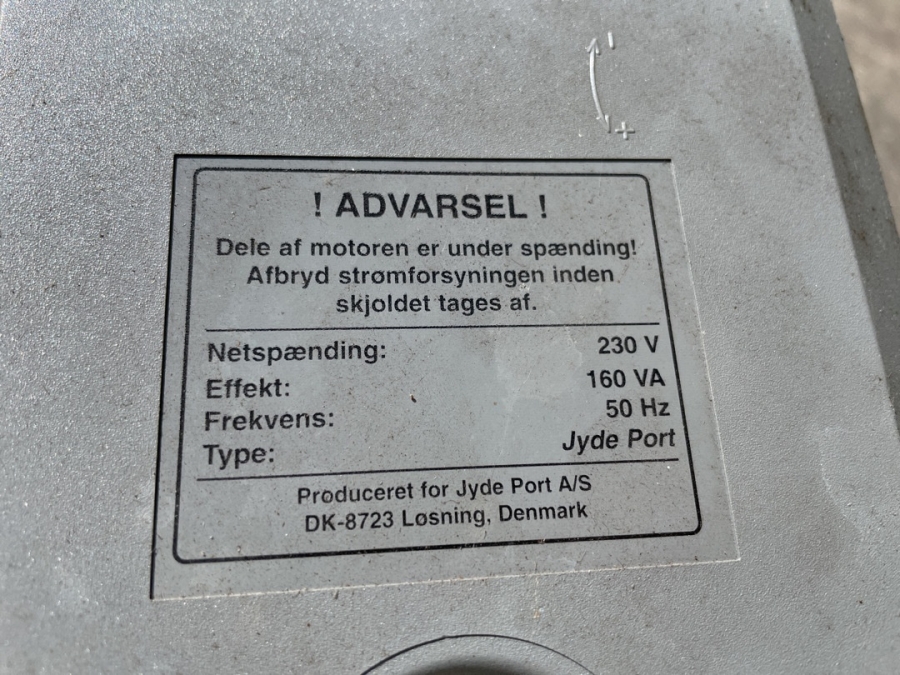 ! ADVARSEL !
Dele af motoren er under spænding!
Afbryd strømforsyningen inden
skjoldet tages af.
Netspænding: 230 V
Effekt: 160 VA
Frekvens: 50 Hz
Type: Jyde Port
Produceret for Jyde Port A/S
DK-8723 Løsning, Denmark